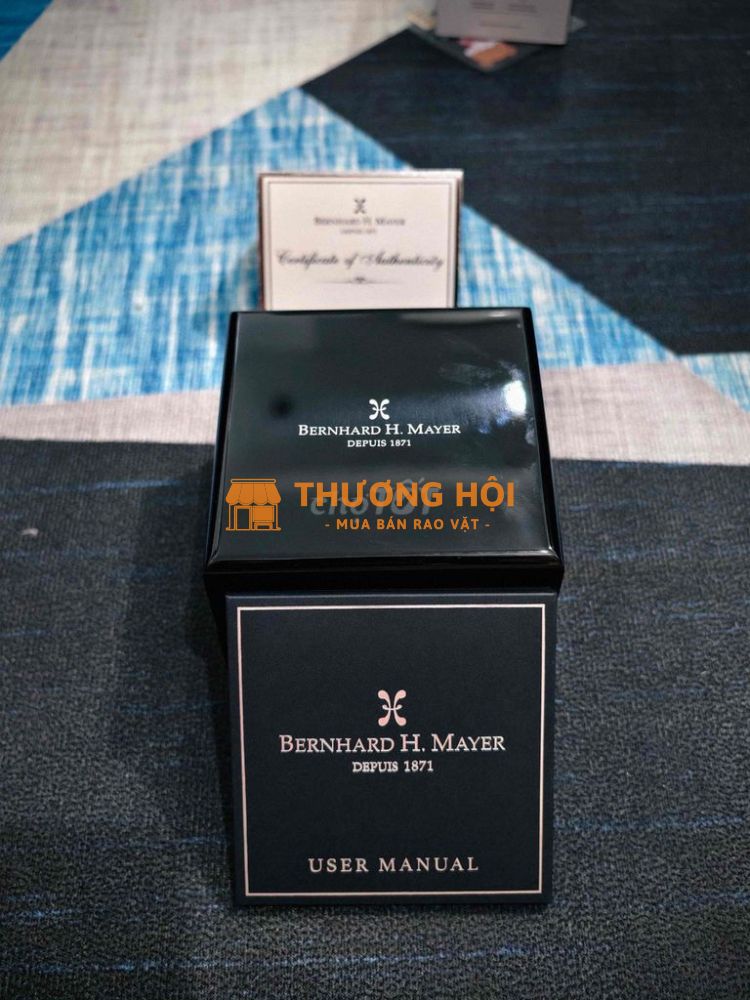 BERNHARD H. MAYER
DEPUIS 1871
Certificate of Authenticity
BERNHARD H. MAYER
DEPUIS 1871
THƯƠNG HỘI
- MUA BÁN RAO VẶT -
BERNHARD H. MAYER
DEPUIS 1871
USER MANUAL